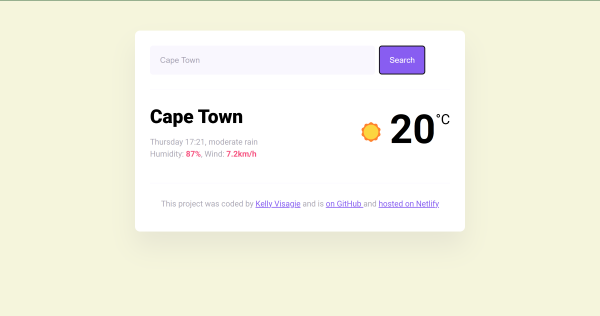 Cape Town
Search
Cape Town
20°C
Thursday 17:21, moderate rain
Humidity: 87%, Wind: 7.2km/h
This project was coded by Kelly Visagie and is on GitHub and hosted on Netlify